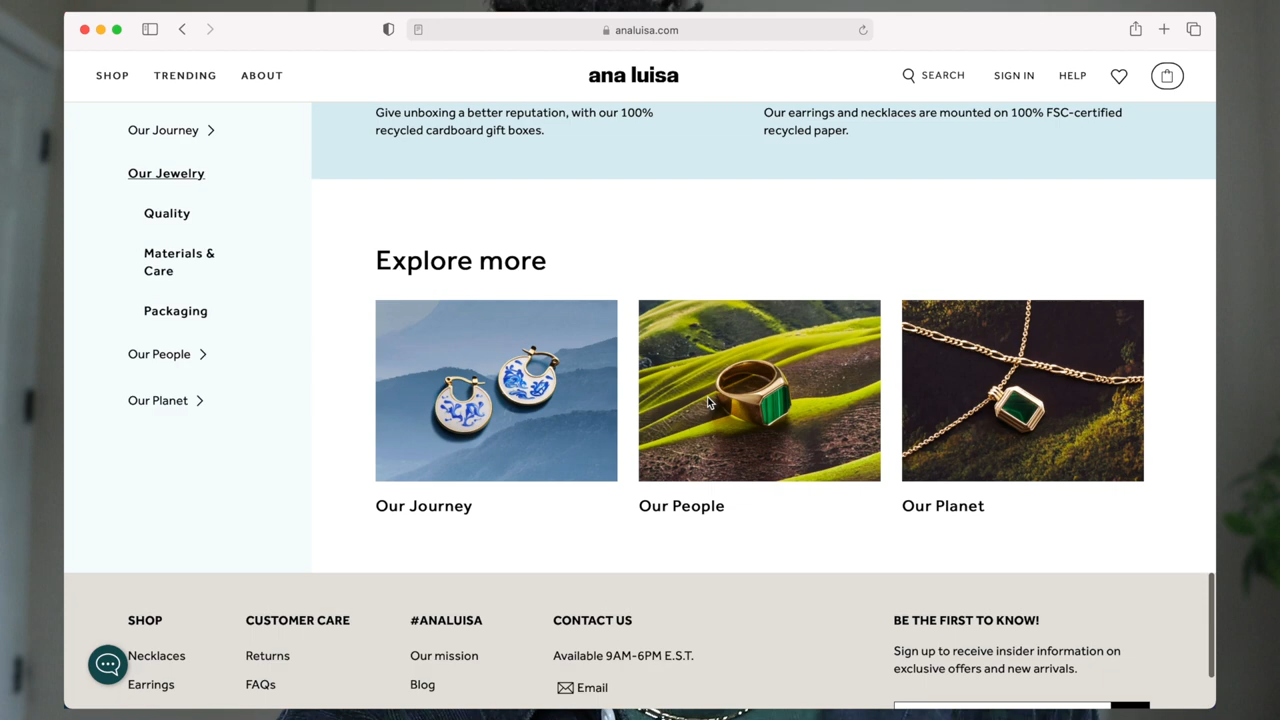 analuisa.com
SHOP
TRENDING
ABOUT
ana luisa
SEARCH
SIGN IN
HELP
Our Journey
Our Jewelry
Quality
Materials &
Care
Packaging
Our People
Our Planet
Give unboxing a better reputation, with our 100%
recycled cardboard gift boxes.
Our earrings and necklaces are mounted on 100% FSC-certified
recycled paper.
Explore more
Our Journey
Our People
Our Planet
SHOP
Necklaces
Earrings
CUSTOMER CARE
Returns
FAQs
#ANALUISA
Our mission
Blog
CONTACT US
Available 9AM-6PM E.S.T.
Email
BE THE FIRST TO KNOW!
Sign up to receive insider information on
exclusive offers and new arrivals.